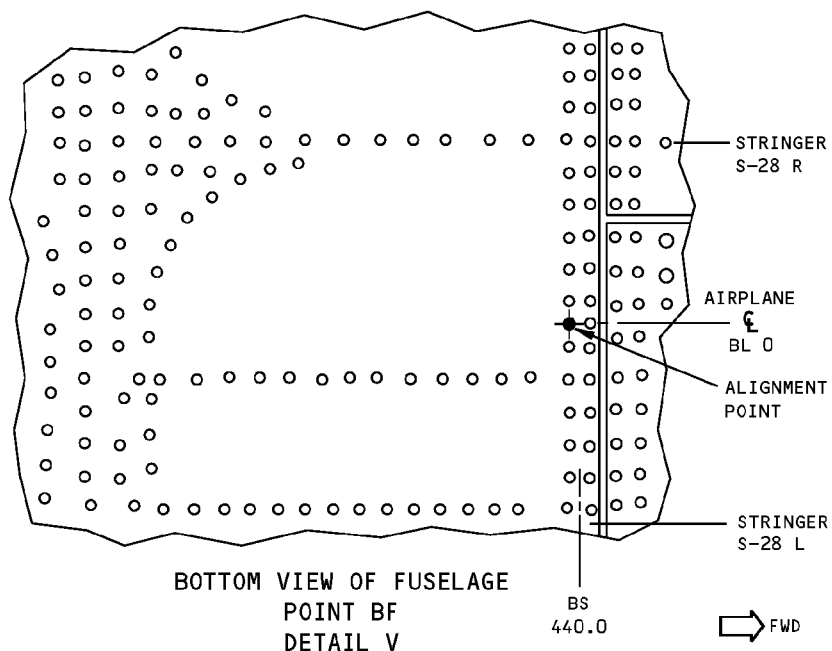 STRINGER
S-28 R
AIRPLANE
℄
BL 0
ALIGNMENT
POINT
STRINGER
S-28 L
BOTTOM VIEW OF FUSELAGE
POINT BF
DETAIL V
BS
440.0
FWD